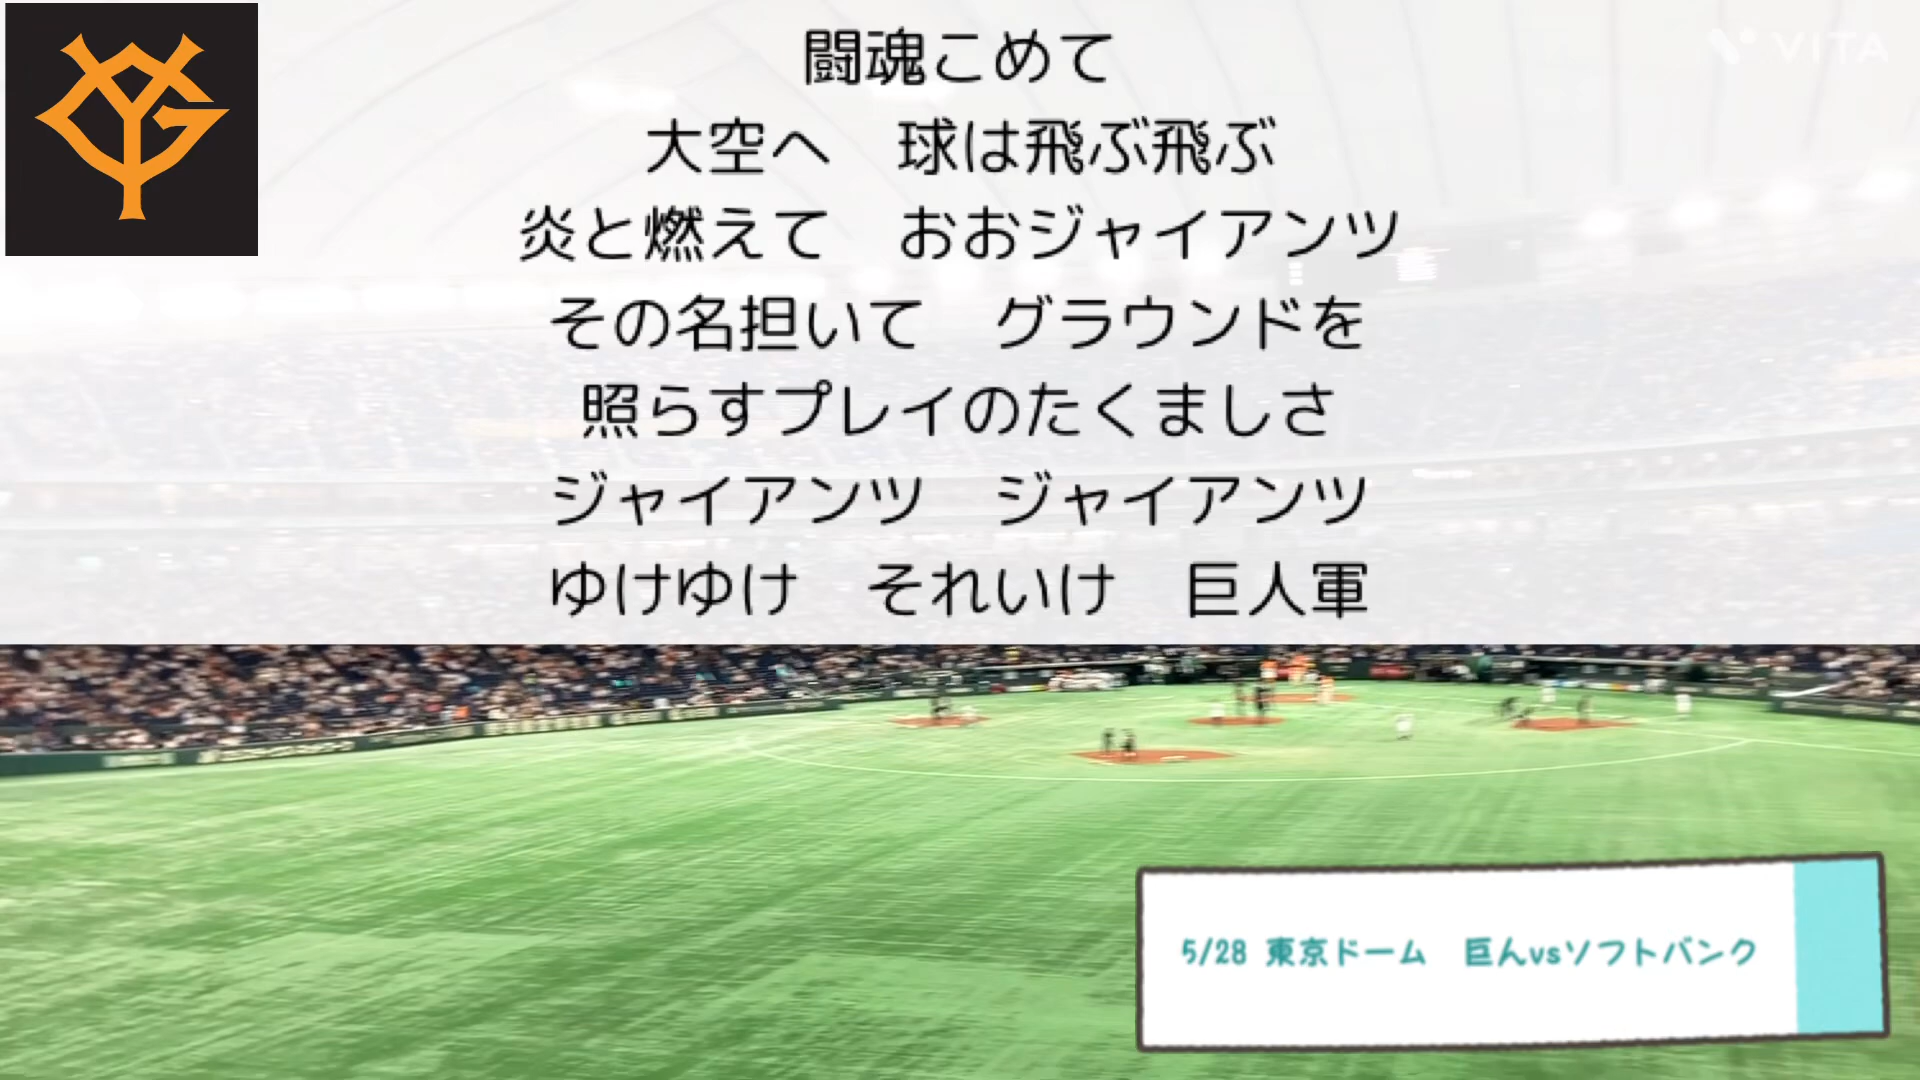 VITA
闘魂こめて
大空へ　球は飛ぶ飛ぶ
炎と燃えて　おおジャイアンツ
その名担いて　グラウンドを
照らすプレイのたくましさ
ジャイアンツ　ジャイアンツ
ゆけゆけ　それいけ　巨人軍
5/28 東京ドーム　巨んvsソフトバンク